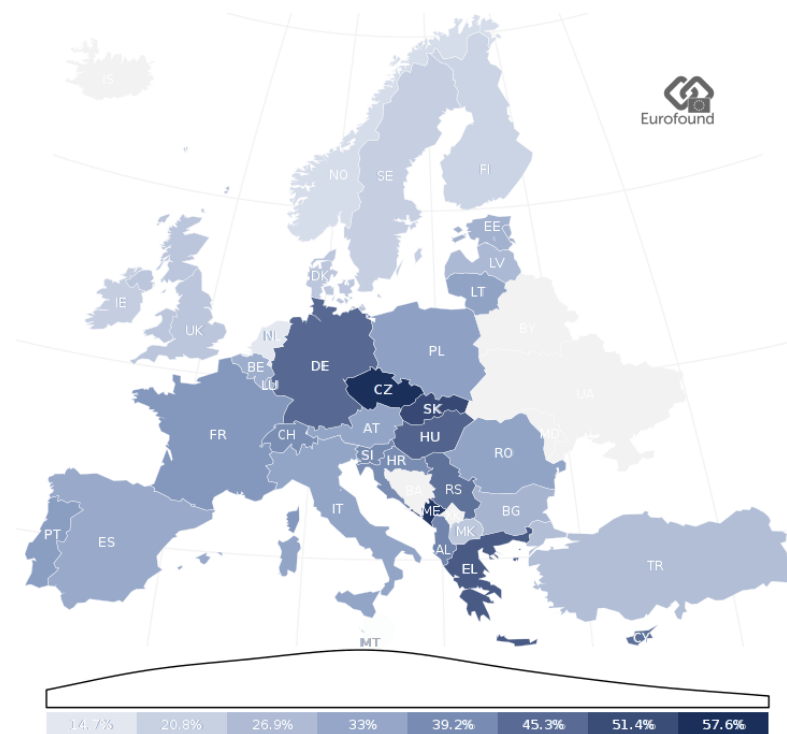 IS
Eurofound
NO
SE
FI
EE
LV
DK
LT
IE
UK
BY
NL
PL
DE
BE
LU
CZ
UA
SK
AT
FR
CH
HU
MD
SI
HR
RO
BA
RS
IT
ME
BG
PT
ES
MK
AL
EL
TR
CY
MT
14.7% 20.8% 26.9% 33% 39.2% 45.3% 51.4% 57.6%